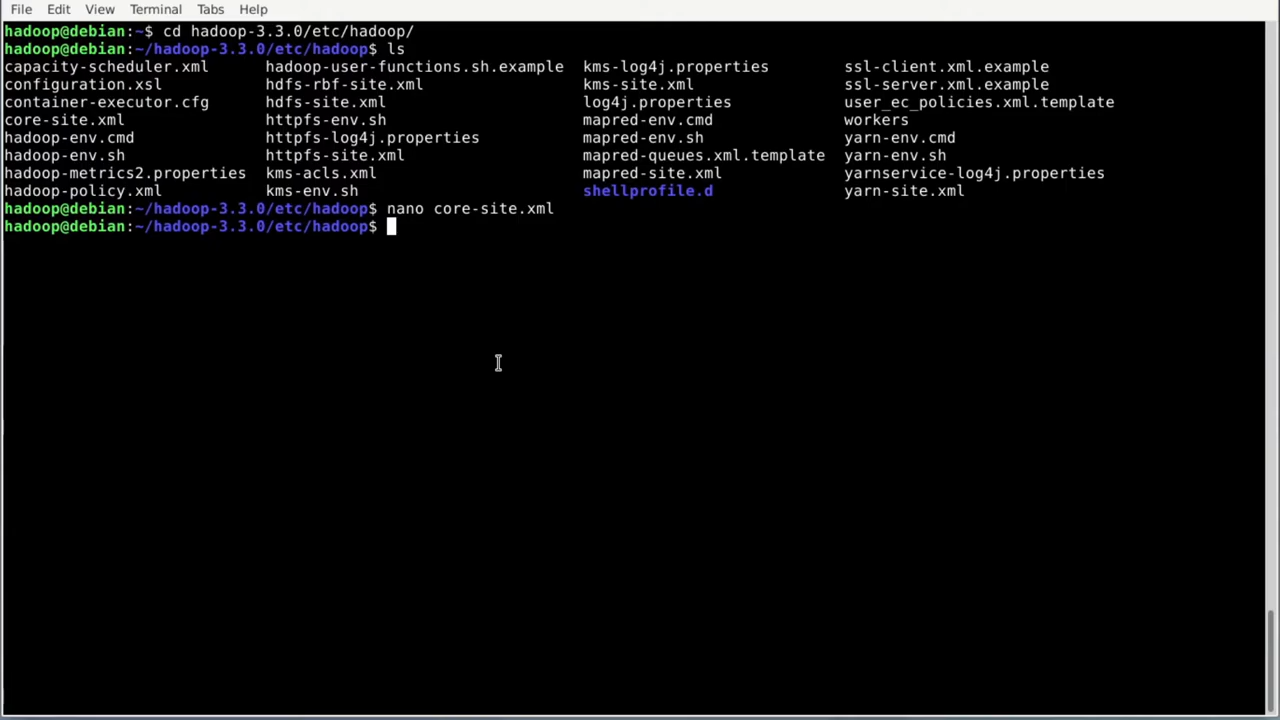 File Edit View Terminal Tabs Help
hadoop@debian:~$ cd hadoop-3.3.0/etc/hadoop/
hadoop@debian:~/hadoop-3.3.0/etc/hadoop$ ls
capacity-scheduler.xml hadoop-user-functions.sh.example kms-log4j.properties ssl-client.xml.example
configuration.xsl hdfs-rbf-site.xml kms-site.xml ssl-server.xml.example
container-executor.cfg hdfs-site.xml log4j.properties user_ec_policies.xml.template
core-site.xml httpfs-env.sh mapred-env.cmd workers
hadoop-env.cmd httpfs-log4j.properties mapred-env.sh yarn-env.cmd
hadoop-env.sh httpfs-site.xml mapred-queues.xml.template yarn-env.sh
hadoop-metrics2.properties kms-acls.xml mapred-site.xml yarnservice-log4j.properties
hadoop-policy.xml kms-env.sh shellprofile.d yarn-site.xml
hadoop@debian:~/hadoop-3.3.0/etc/hadoop$ nano core-site.xml
hadoop@debian:~/hadoop-3.3.0/etc/hadoop$